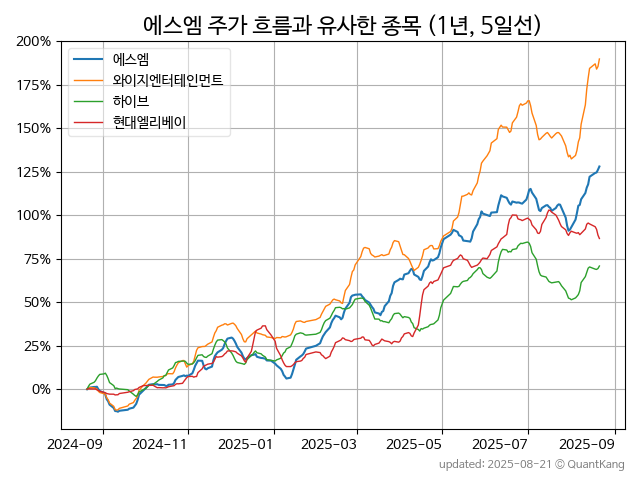 에스엠 주가 흐름과 유사한 종목 (1년, 5일선)
200%
175%
150%
125%
100%
75%
50%
25%
0%
에스엠
와이지엔터테인먼트
하이브
현대엘리베이
2024-09 2024-11 2025-01 2025-03 2025-05 2025-07 2025-09
updated: 2025-08-21 © QuantKang